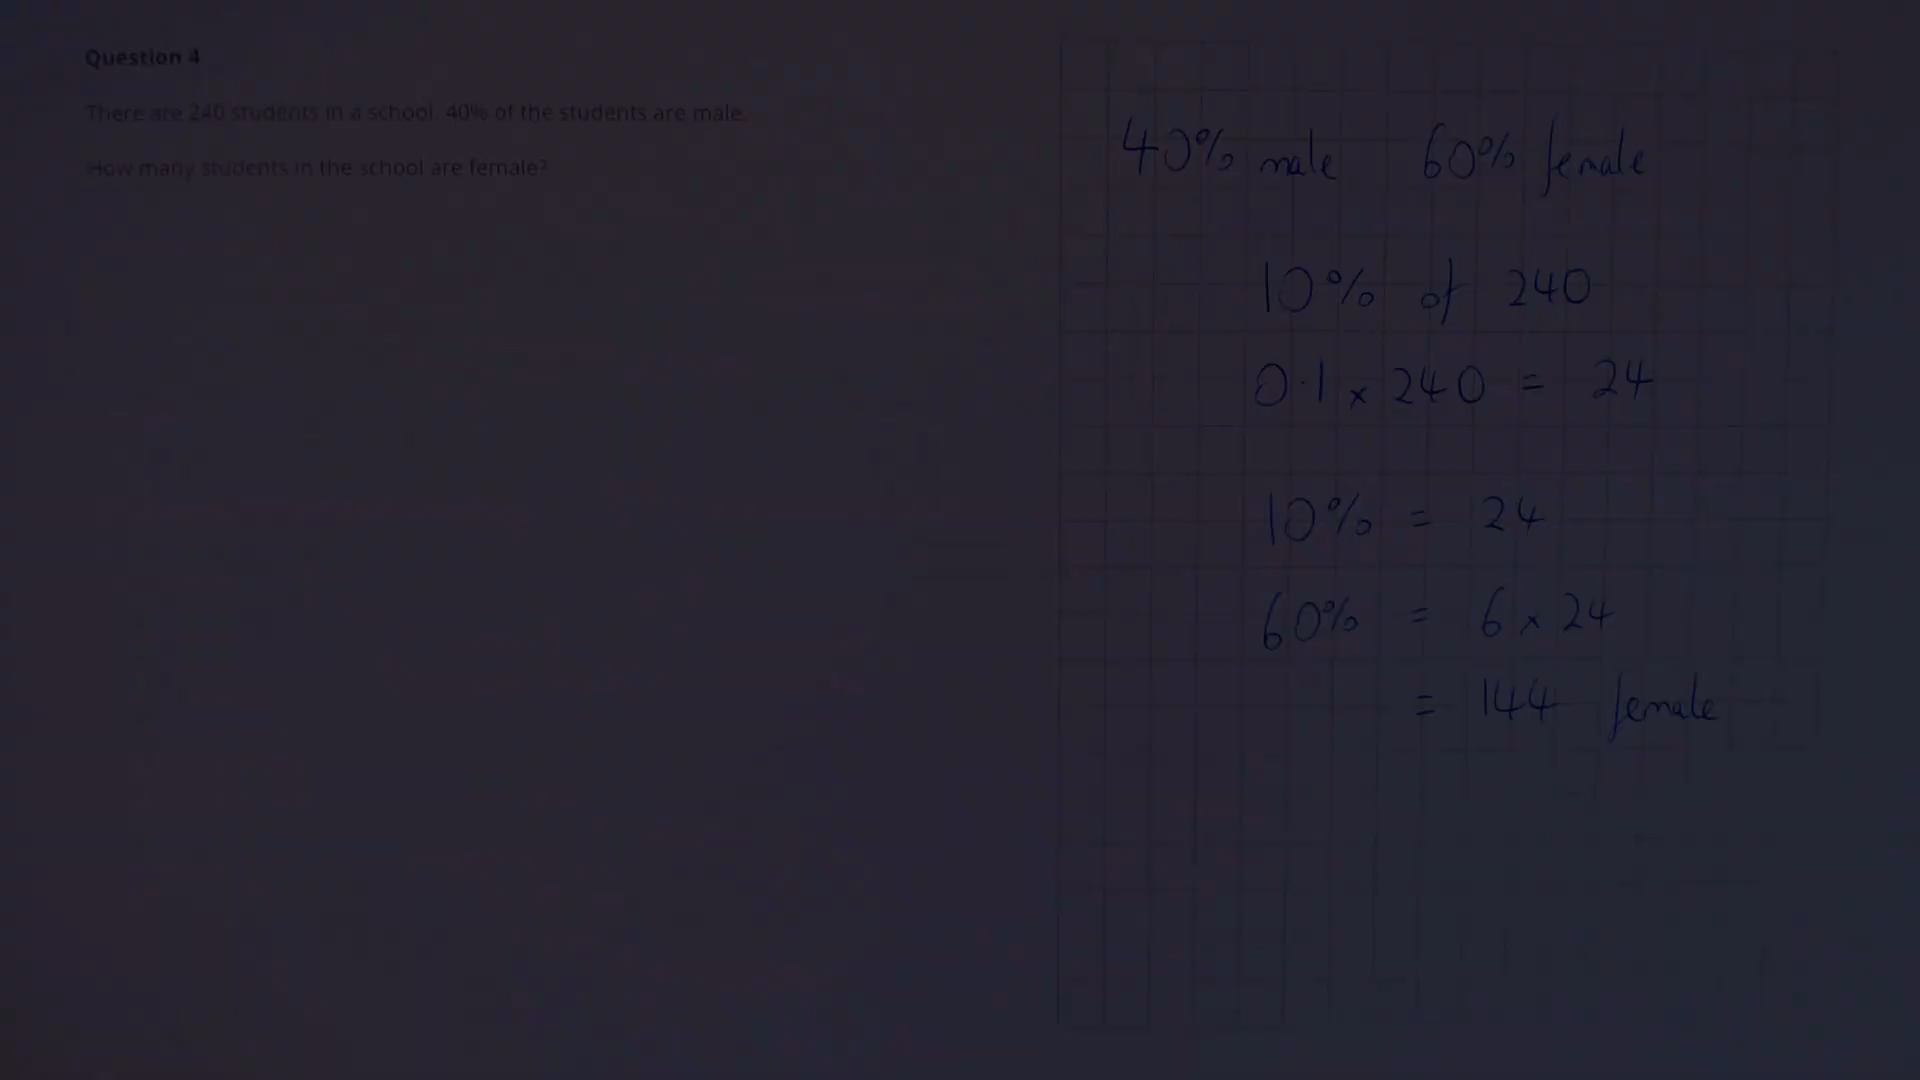 Question 4
There are 240 students in a school. 40% of the students are male.
How many students in the school are female?
40% male 60% female
10% of 240
0.1 x 240 = 24
10% = 24
60% = 6 x 24
= 144 female